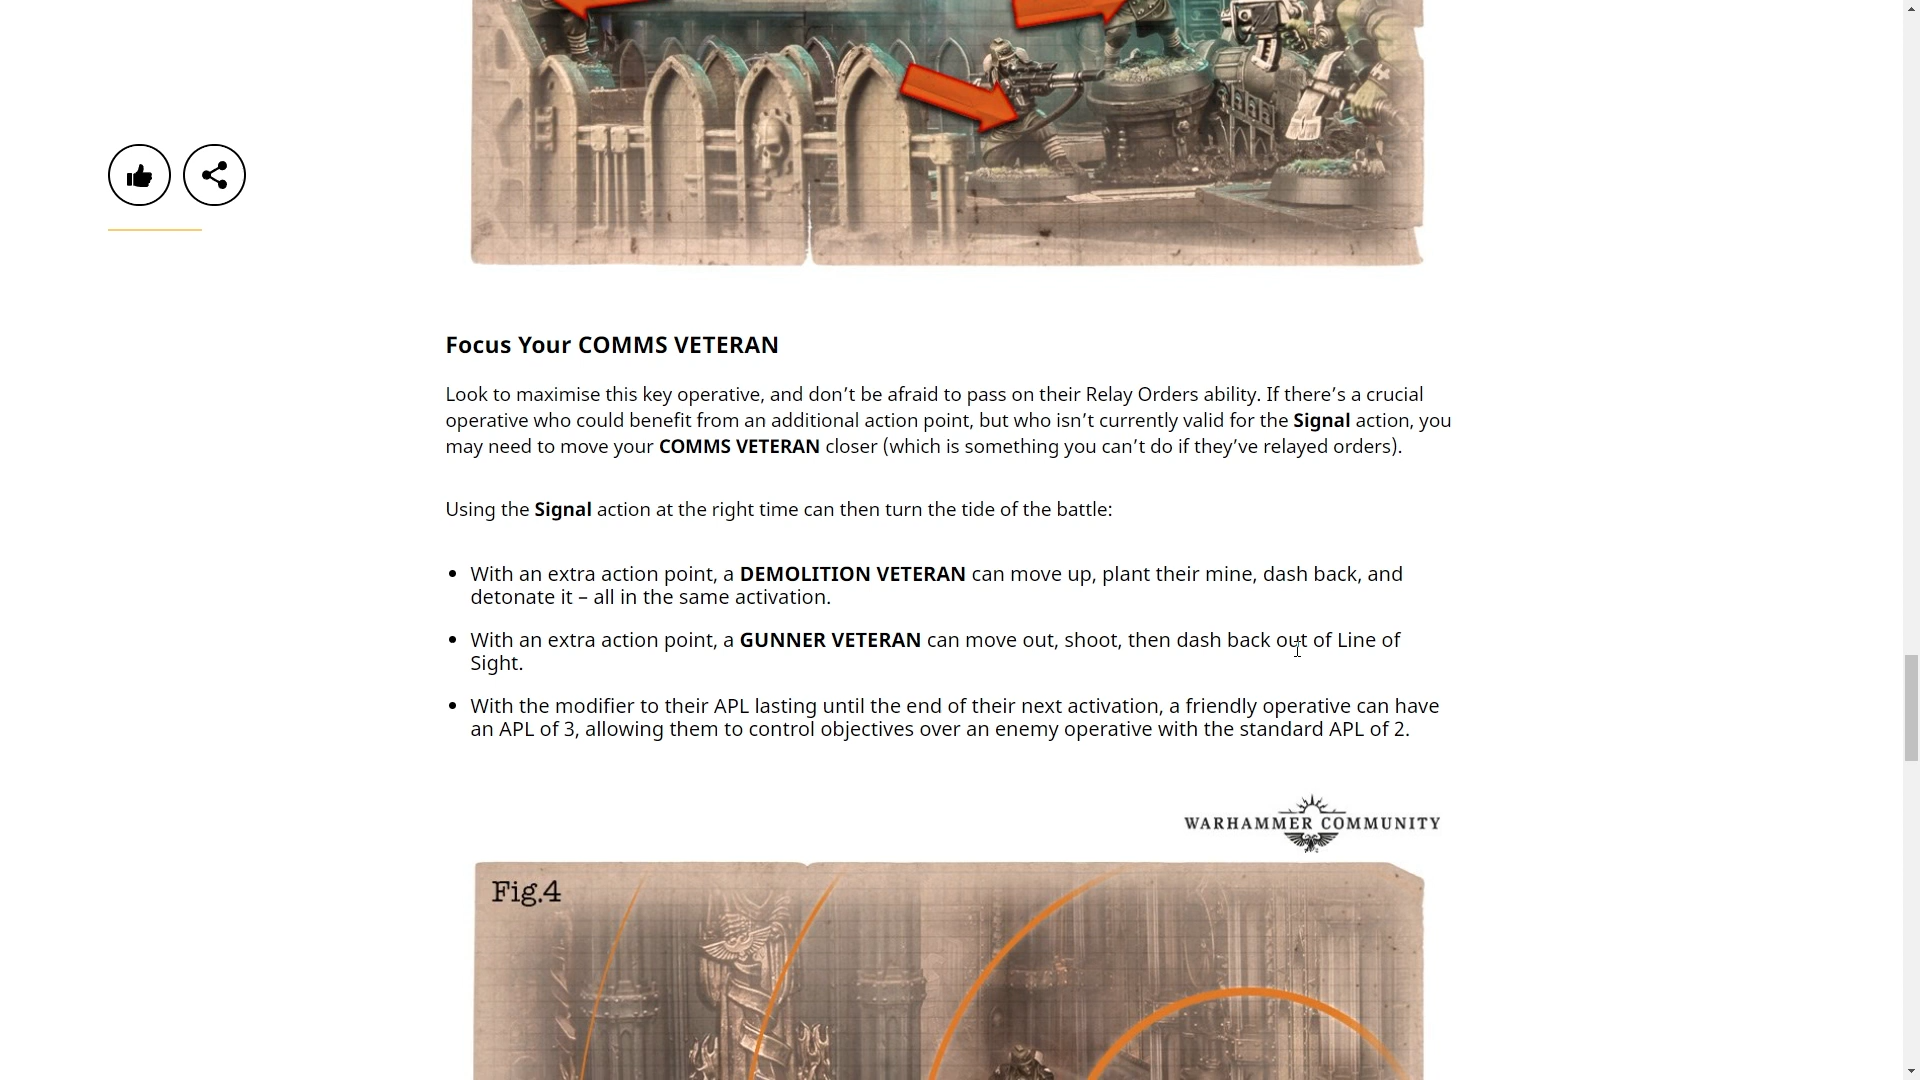 Focus Your COMMS VETERAN
Look to maximise this key operative, and don’t be afraid to pass on their Relay Orders ability. If there’s a crucial
operative who could benefit from an additional action point, but who isn’t currently valid for the Signal action, you
may need to move your COMMS VETERAN closer (which is something you can’t do if they’ve relayed orders).
Using the Signal action at the right time can then turn the tide of the battle:
• With an extra action point, a DEMOLITION VETERAN can move up, plant their mine, dash back, and
detonate it – all in the same activation.
• With an extra action point, a GUNNER VETERAN can move out, shoot, then dash back out of Line of
Sight.
• With the modifier to their APL lasting until the end of their next activation, a friendly operative can have
an APL of 3, allowing them to control objectives over an enemy operative with the standard APL of 2.
WARHAMMER COMMUNITY
Fig.4